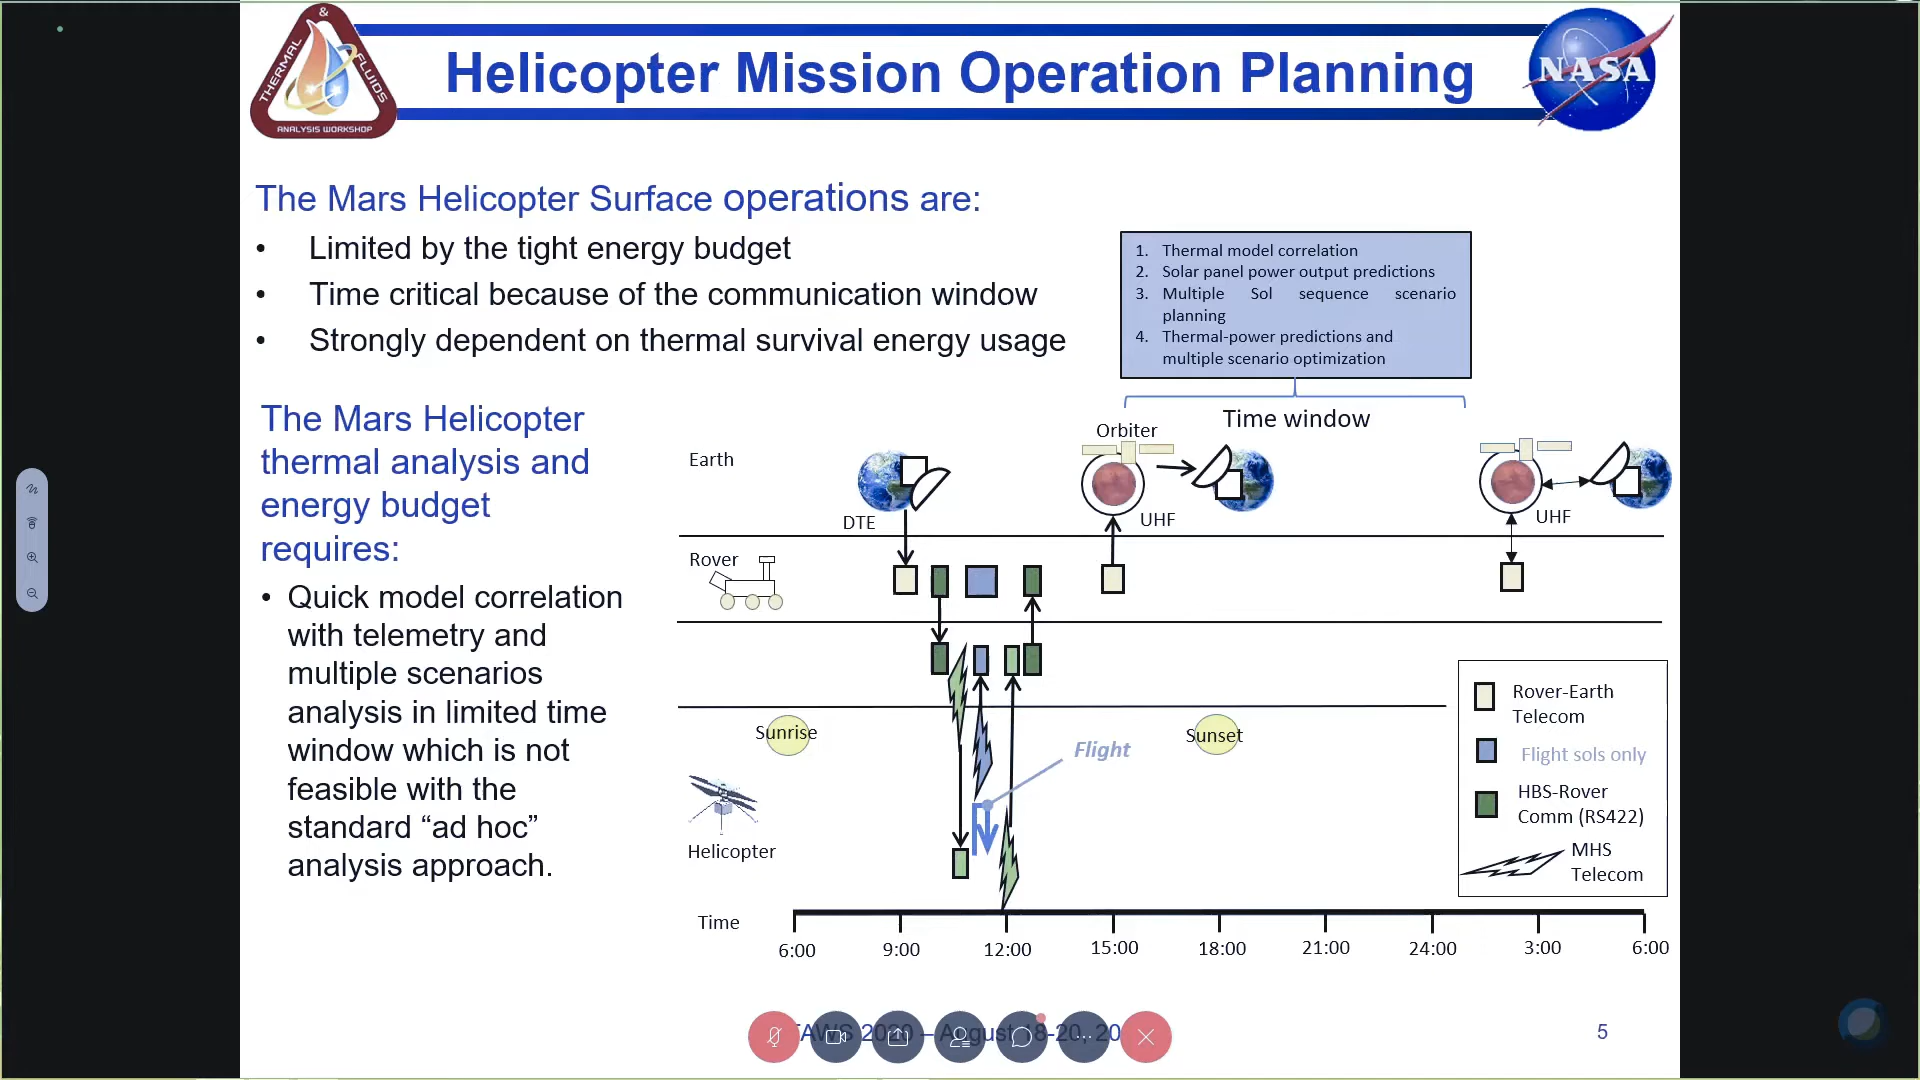 &
THERMAL
FLUIDS
ANALYSIS WORKSHOP
Helicopter Mission Operation Planning
NASA
The Mars Helicopter Surface operations are:
• Limited by the tight energy budget
• Time critical because of the communication window
• Strongly dependent on thermal survival energy usage
1. Thermal model correlation
2. Solar panel power output predictions
3. Multiple Sol sequence scenario
planning
4. Thermal-power predictions and
multiple scenario optimization
The Mars Helicopter
thermal analysis and
energy budget
requires:
• Quick model correlation
with telemetry and
multiple scenarios
analysis in limited time
window which is not
feasible with the
standard “ad hoc”
analysis approach.
Time window
Orbiter
Earth
DTE
UHF
UHF
Rover
Sunrise
Sunset
Flight
Helicopter
Rover-Earth
Telecom
Flight sols only
HBS-Rover
Comm (RS422)
MHS
Telecom
Time
6:00 9:00 12:00 15:00 18:00 21:00 24:00 3:00 6:00
2020 – August 18-20, 20
5